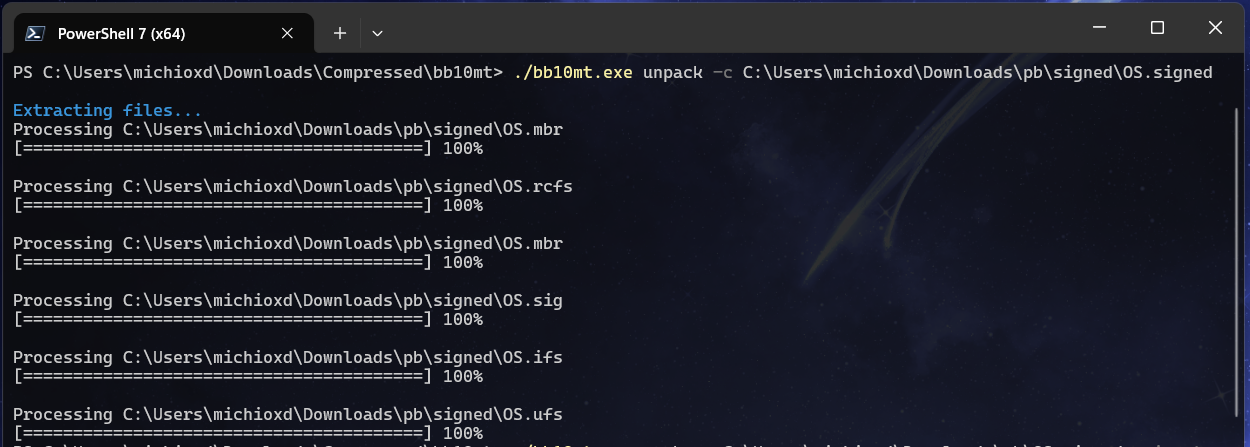 PowerShell 7 (x64)
PS C:\Users\michioxd\Downloads\Compressed\bb10mt> ./bb10mt.exe unpack -c C:\Users\michioxd\Downloads\pb\signed\OS.signed
Extracting files...
Processing C:\Users\michioxd\Downloads\pb\signed\OS.mbr
[========================================] 100%
Processing C:\Users\michioxd\Downloads\pb\signed\OS.rcfs
[========================================] 100%
Processing C:\Users\michioxd\Downloads\pb\signed\OS.mbr
[========================================] 100%
Processing C:\Users\michioxd\Downloads\pb\signed\OS.sig
[========================================] 100%
Processing C:\Users\michioxd\Downloads\pb\signed\OS.ifs
[========================================] 100%
Processing C:\Users\michioxd\Downloads\pb\signed\OS.ufs
[========================================] 100%